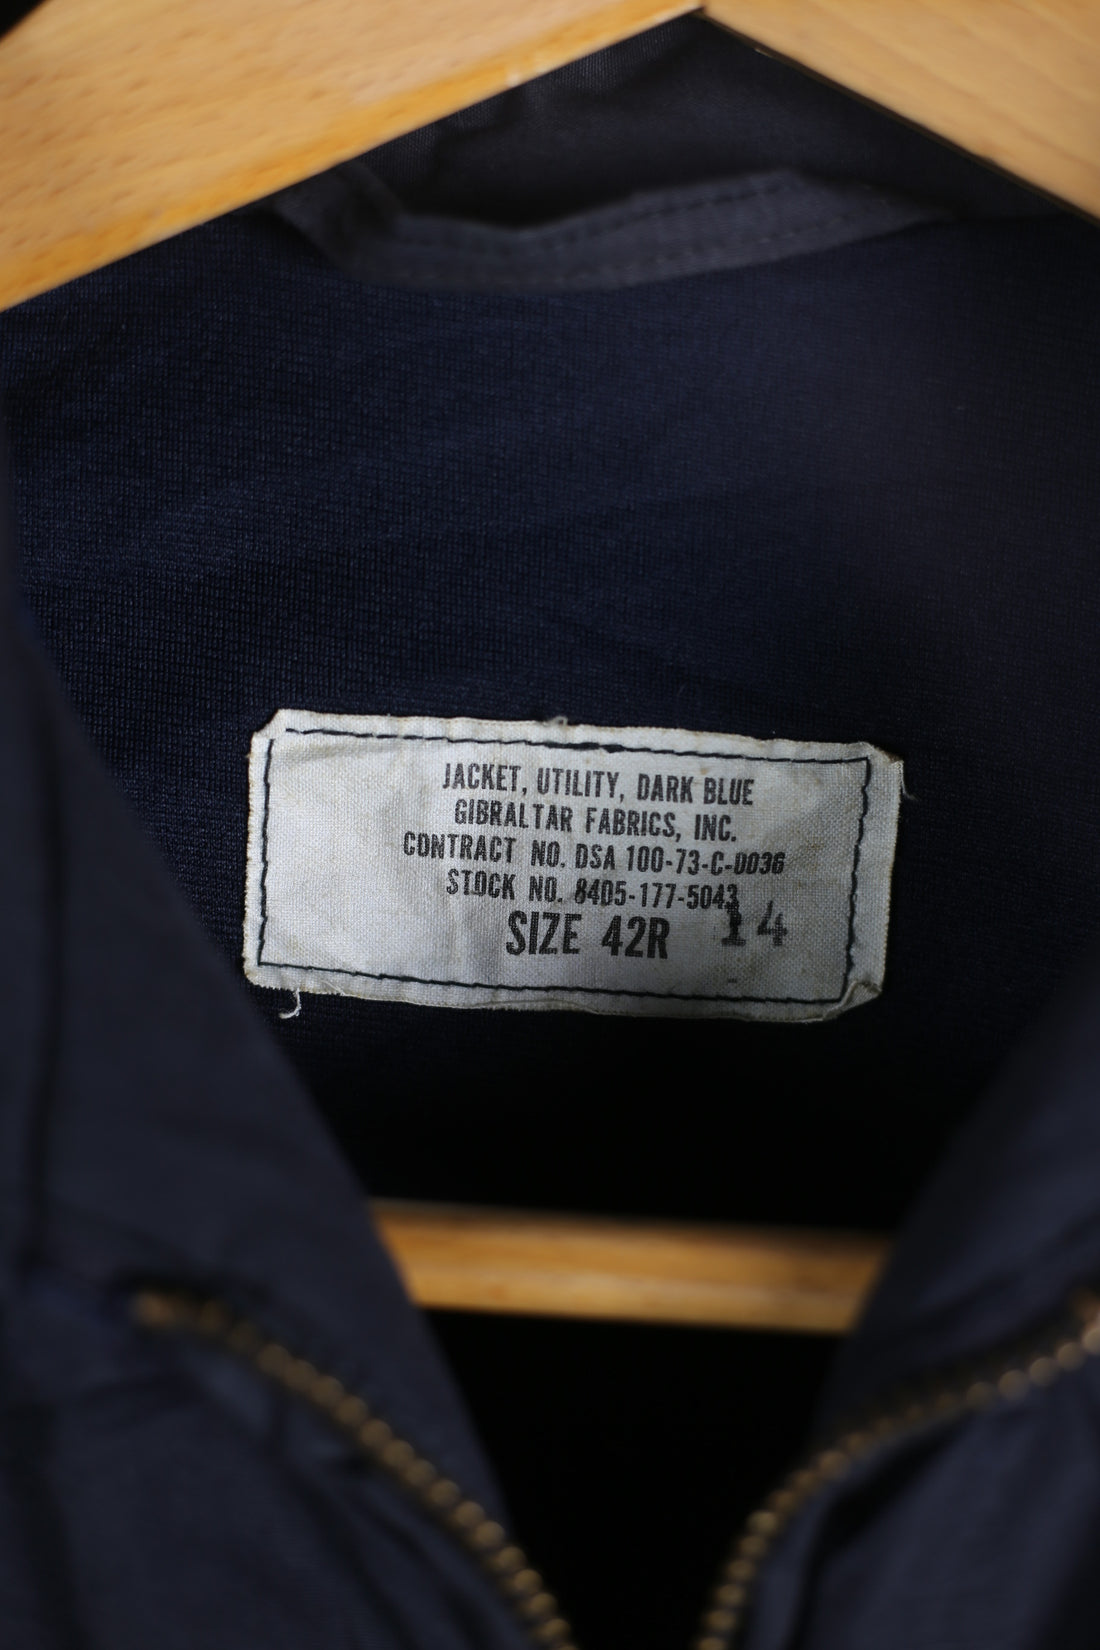 JACKET, UTILITY, DARK BLUE
GIBRALTAR FABRICS, INC.
CONTRACT NO. DSA 100-73-C-0036
STOCK NO. 8405-177-5043
SIZE 42R 14